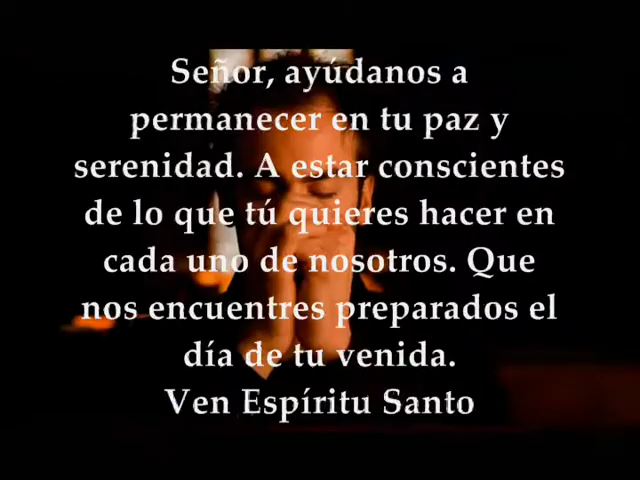 Señor, ayúdanos a
permanecer en tu paz y
serenidad. A estar conscientes
de lo que tú quieres hacer en
cada uno de nosotros. Que
nos encuentres preparados el
día de tu venida.
Ven Espíritu Santo